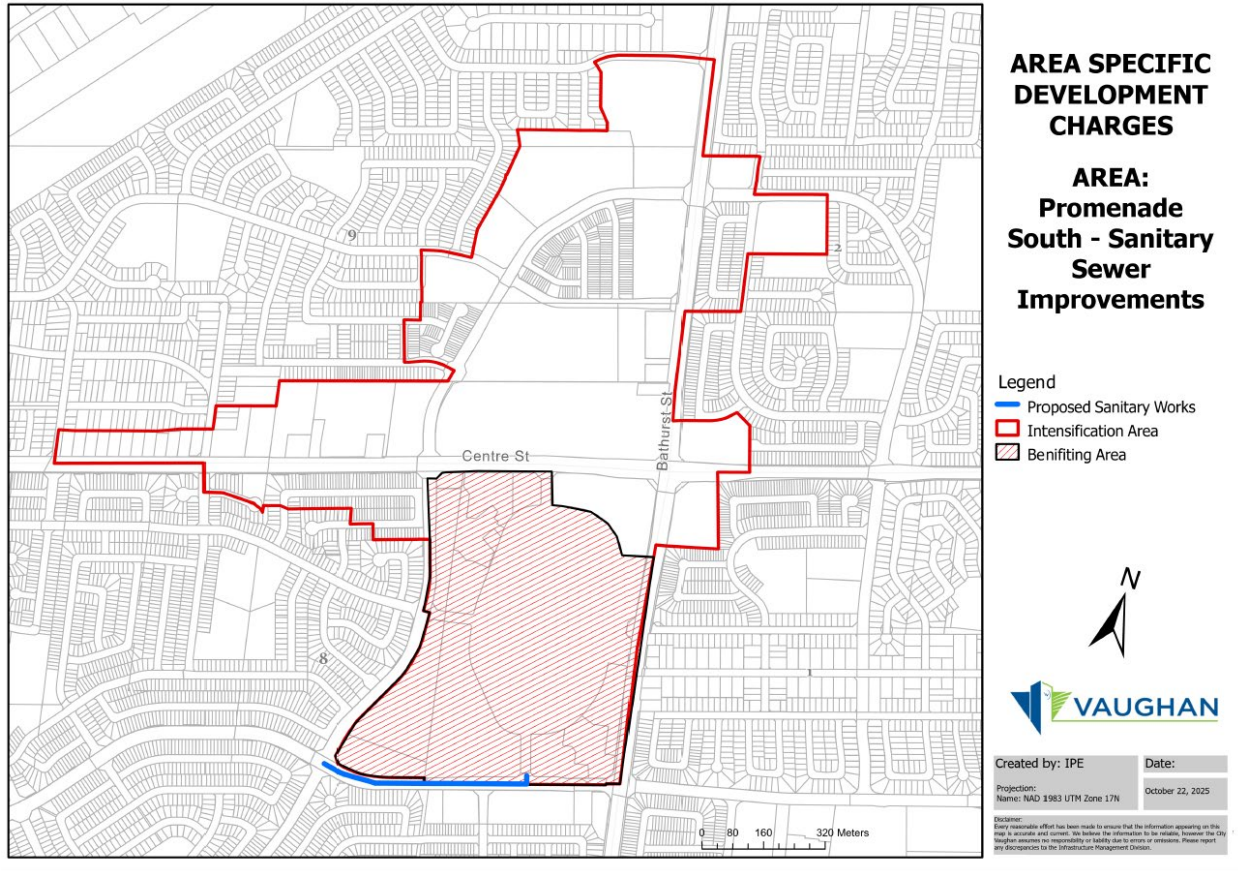 AREA SPECIFIC
DEVELOPMENT
CHARGES
AREA:
Promenade
South - Sanitary
Sewer
Improvements
Legend
Proposed Sanitary Works
Intensification Area
Benifiting Area
9
2
Centre St
Bathurst St
8
1
0 80 160 320 Meters
N
VAUGHAN
Created by: IPE
Date:
Projection:
Name: NAD 1983 UTM Zone 17N
October 22, 2025
Disclaimer:
Every reasonable effort has been made to ensure that the information appearing on this
map is accurate and current. We believe the information to be reliable, however the City
Vaughan assumes no responsibility or liability due to errors or omissions. Please report
any discrepancies to the Infrastructure Management Division.